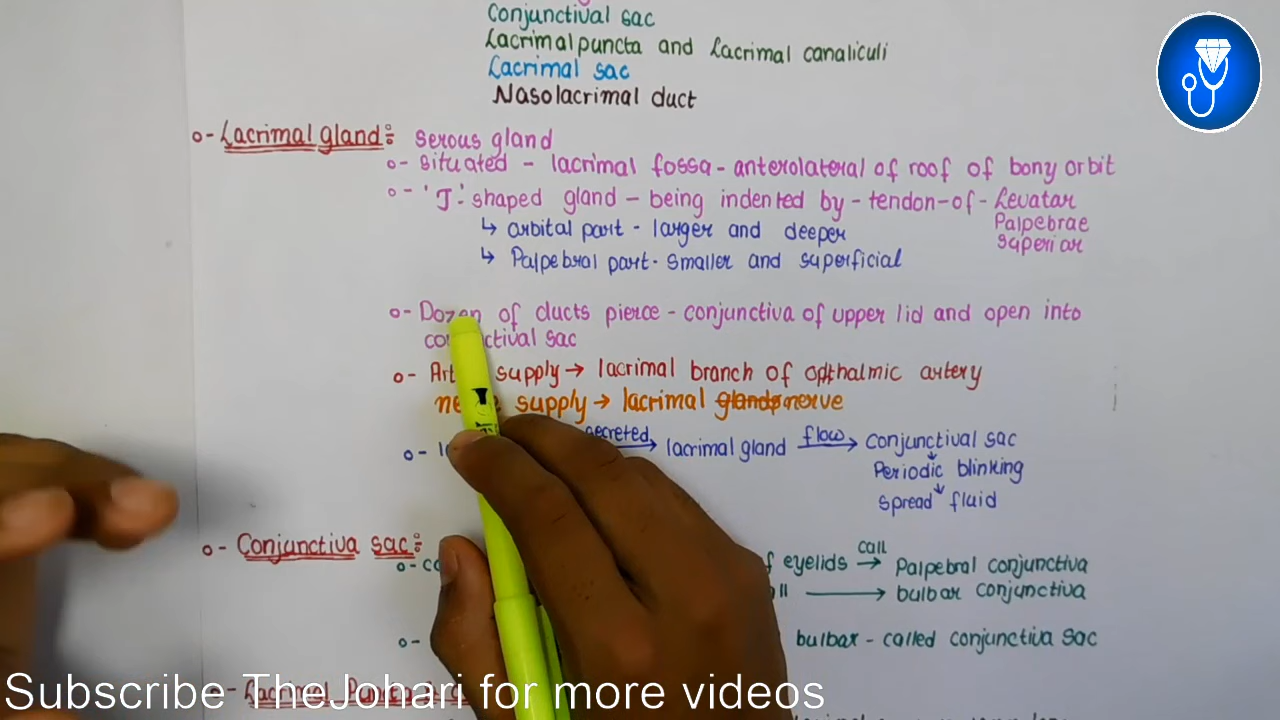 Conjunctival sac
Lacrimal puncta and Lacrimal canaliculi
Lacrimal sac
Nasolacrimal duct
o- Lacrimal gland:
serous gland
o- situated - lacrimal fossa - anterolateral of roof of bony orbit
o- 'J' shaped gland - being indented by - tendon-of- Levatar
Palpebrae
superiar
↳ orbital part - larger and deeper
↳ Palpebral part - smaller and superficial
o- Dozen of ducts pierce - conjunctiva of upper lid and open into
sac
o- supply → lacrimal branch of opthalmic artery
supply → lacrimal nerve
o- secreted → lacrimal gland flow → conjunctival sac
Periodic blinking
spread fluid
o- Conjunctiva sac:
o- eyelids call → Palpebral conjunctiva
→ bulbar conjunctiva
o- bulbar - called conjunctiva sac
Subscribe TheJohari for more videos